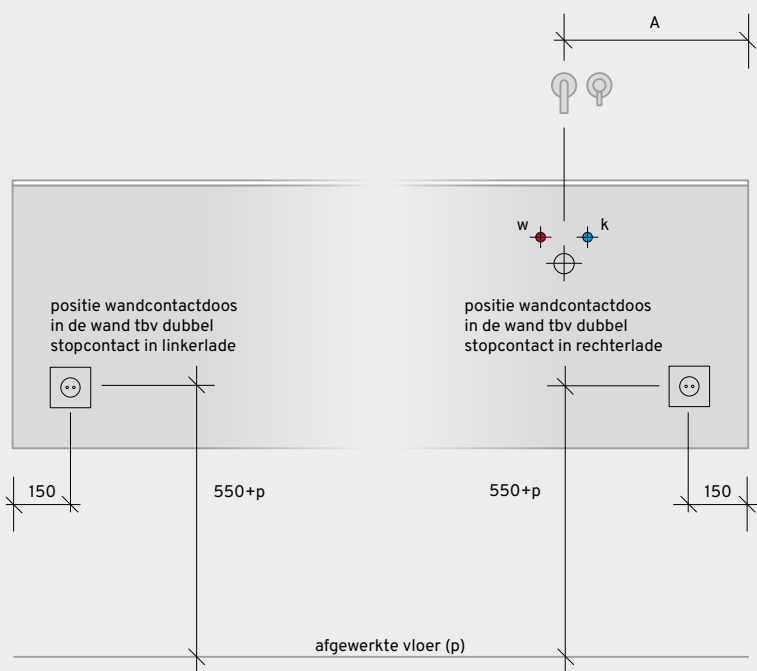 A
w
k
positie wandcontactdoos
in de wand tbv dubbel
stopcontact in linkerlade
positie wandcontactdoos
in de wand tbv dubbel
stopcontact in rechterlade
150
550+p
550+p
150
afgewerkte vloer (p)